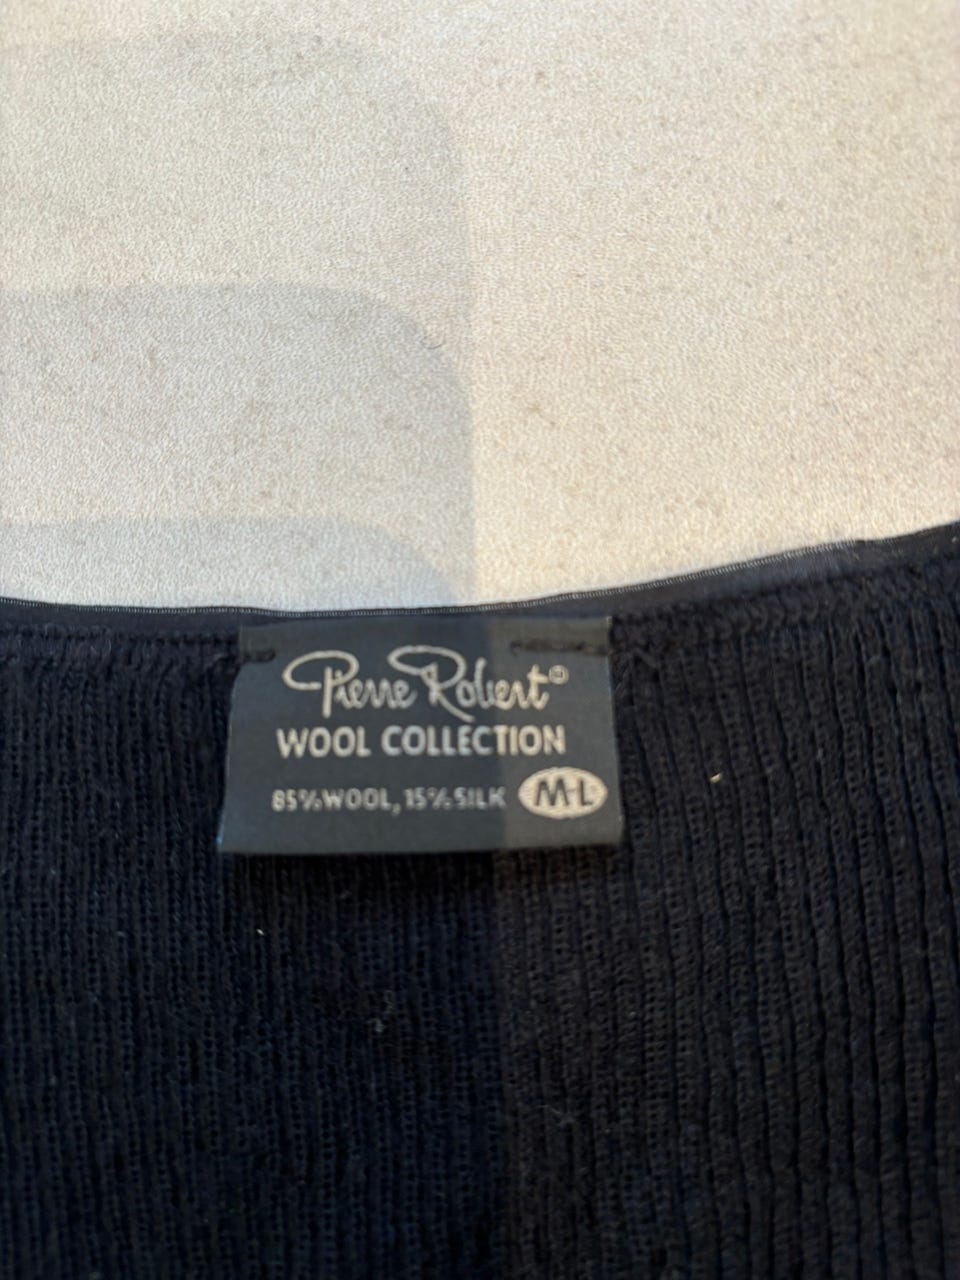 Pierre Robert®
WOOL COLLECTION
85% WOOL, 15% SILK M-L